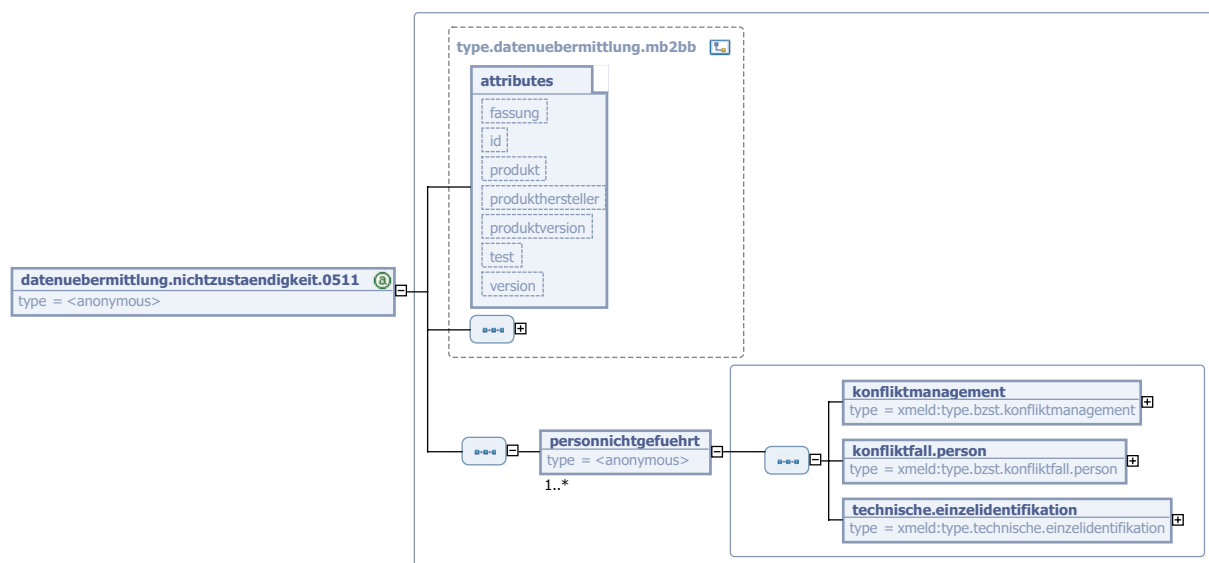 type.datenuebermittlung.mb2bb
attributes
fassung
id
produkt
produkthersteller
produktversion
test
version
datenuebermittlung.nichtzustaendigkeit.0511 a
type = <anonymous>
personnichtgefuehrt
type = <anonymous>
1..*
konfliktmanagement
type = xmeld:type.bzst.konfliktmanagement
konfliktfall.person
type = xmeld:type.bzst.konfliktfall.person
technische.einzelidentifikation
type = xmeld:type.technische.einzelidentifikation